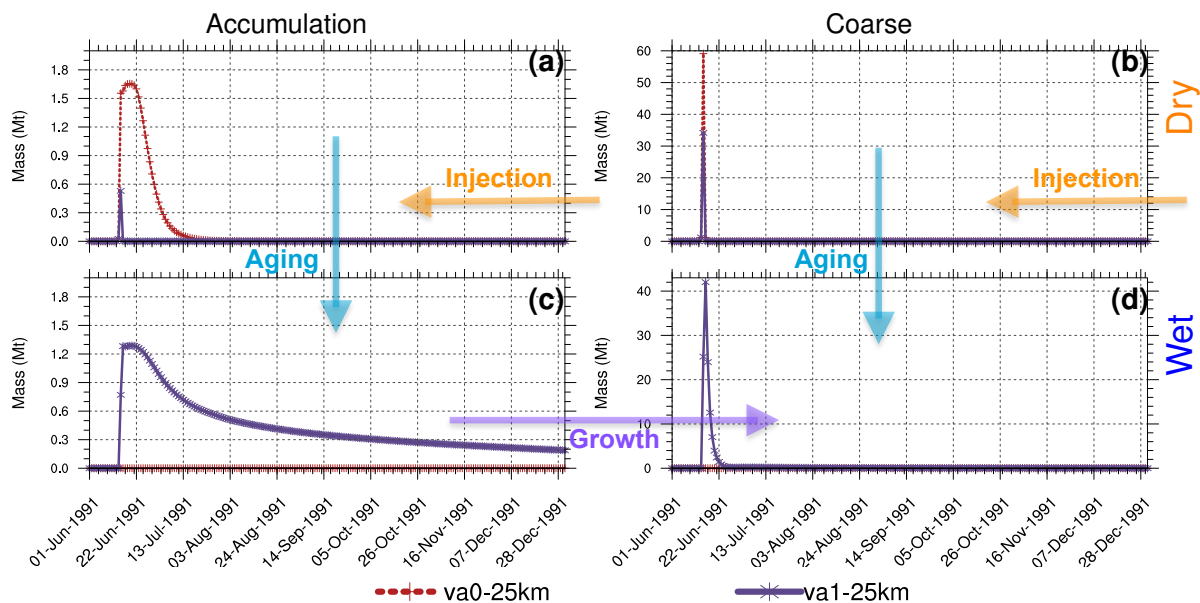 Accumulation
Coarse
(a)
Mass (Mt)
1.8
1.5
1.2
0.9
0.6
0.3
0.0
Injection
Aging
(b)
Mass (Mt)
60
50
40
30
20
10
0
Injection
Aging
Dry
(c)
Mass (Mt)
1.8
1.5
1.2
0.9
0.6
0.3
0.0
Growth
(d)
Mass (Mt)
40
30
20
10
0
Wet
01-Jun-1991
22-Jun-1991
13-Jul-1991
03-Aug-1991
24-Aug-1991
14-Sep-1991
05-Oct-1991
26-Oct-1991
16-Nov-1991
07-Dec-1991
28-Dec-1991
01-Jun-1991
22-Jun-1991
13-Jul-1991
03-Aug-1991
24-Aug-1991
14-Sep-1991
05-Oct-1991
26-Oct-1991
16-Nov-1991
07-Dec-1991
28-Dec-1991
va0-25km
va1-25km